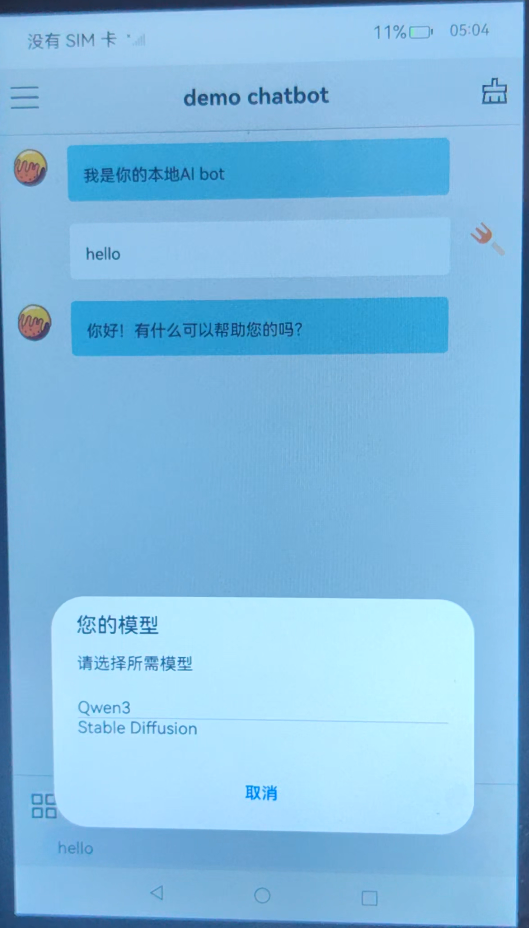 没有 SIM 卡
11%
05:04
demo chatbot
我是你的本地AI bot
hello
你好！有什么可以帮助您的吗？
您的模型
请选择所需模型
Qwen3
Stable Diffusion
取消
hello